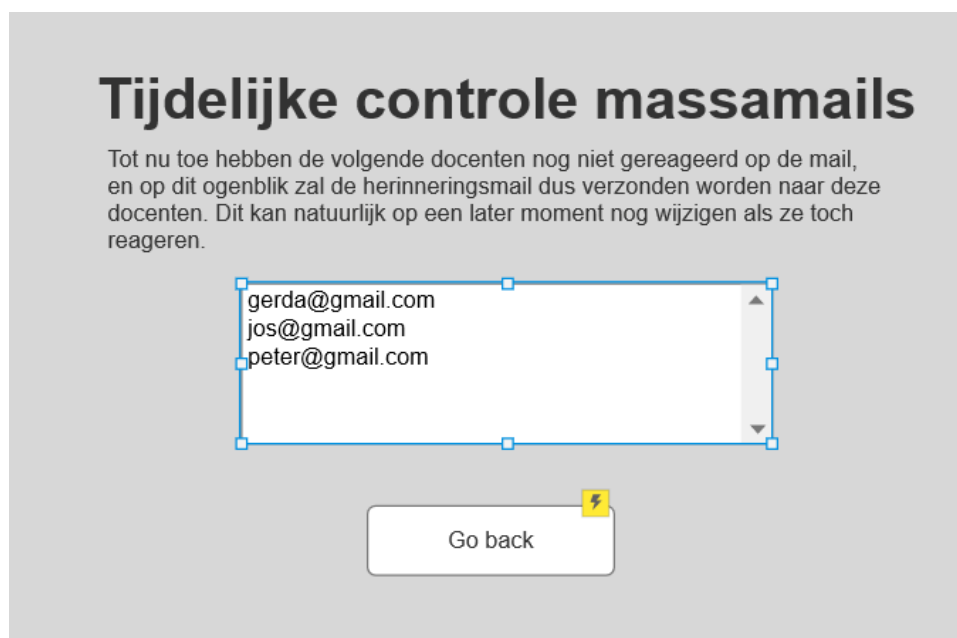 Tijdelijke controle massamails
Tot nu toe hebben de volgende docenten nog niet gereageerd op de mail,
en op dit ogenblik zal de herinneringsmail dus verzonden worden naar deze
docenten. Dit kan natuurlijk op een later moment nog wijzigen als ze toch
reageren.
gerda@gmail.com
jos@gmail.com
peter@gmail.com
Go back